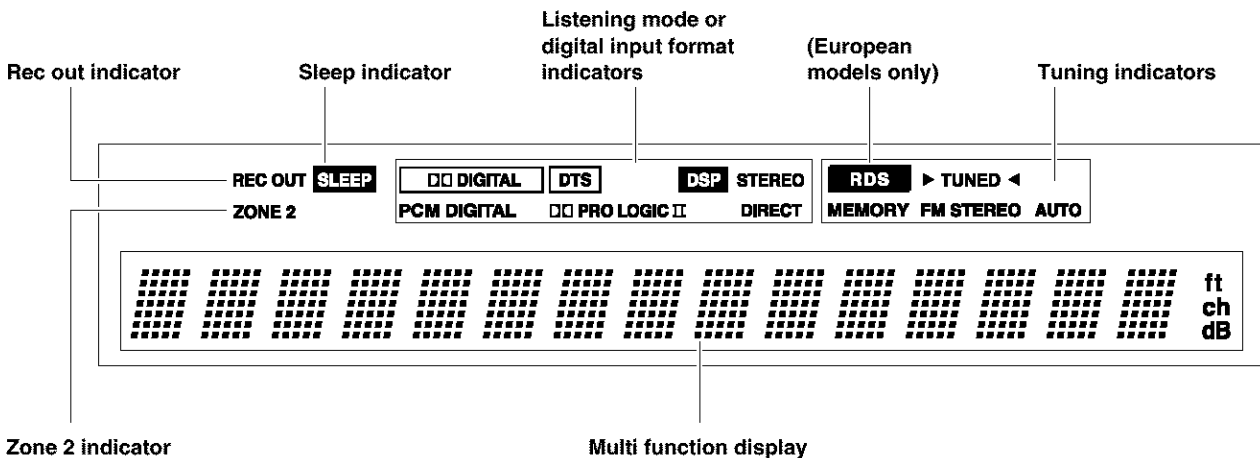 Listening mode or
digital input format
indicators
(European
models only)
Rec out indicator
Sleep indicator
Tuning indicators
REC OUT SLEEP DIGITAL DTS DSP STEREO RDS ► TUNED ◄
ZONE 2 PCM DIGITAL PRO LOGIC II DIRECT MEMORY FM STEREO AUTO
ft
ch
dB
Zone 2 indicator
Multi function display